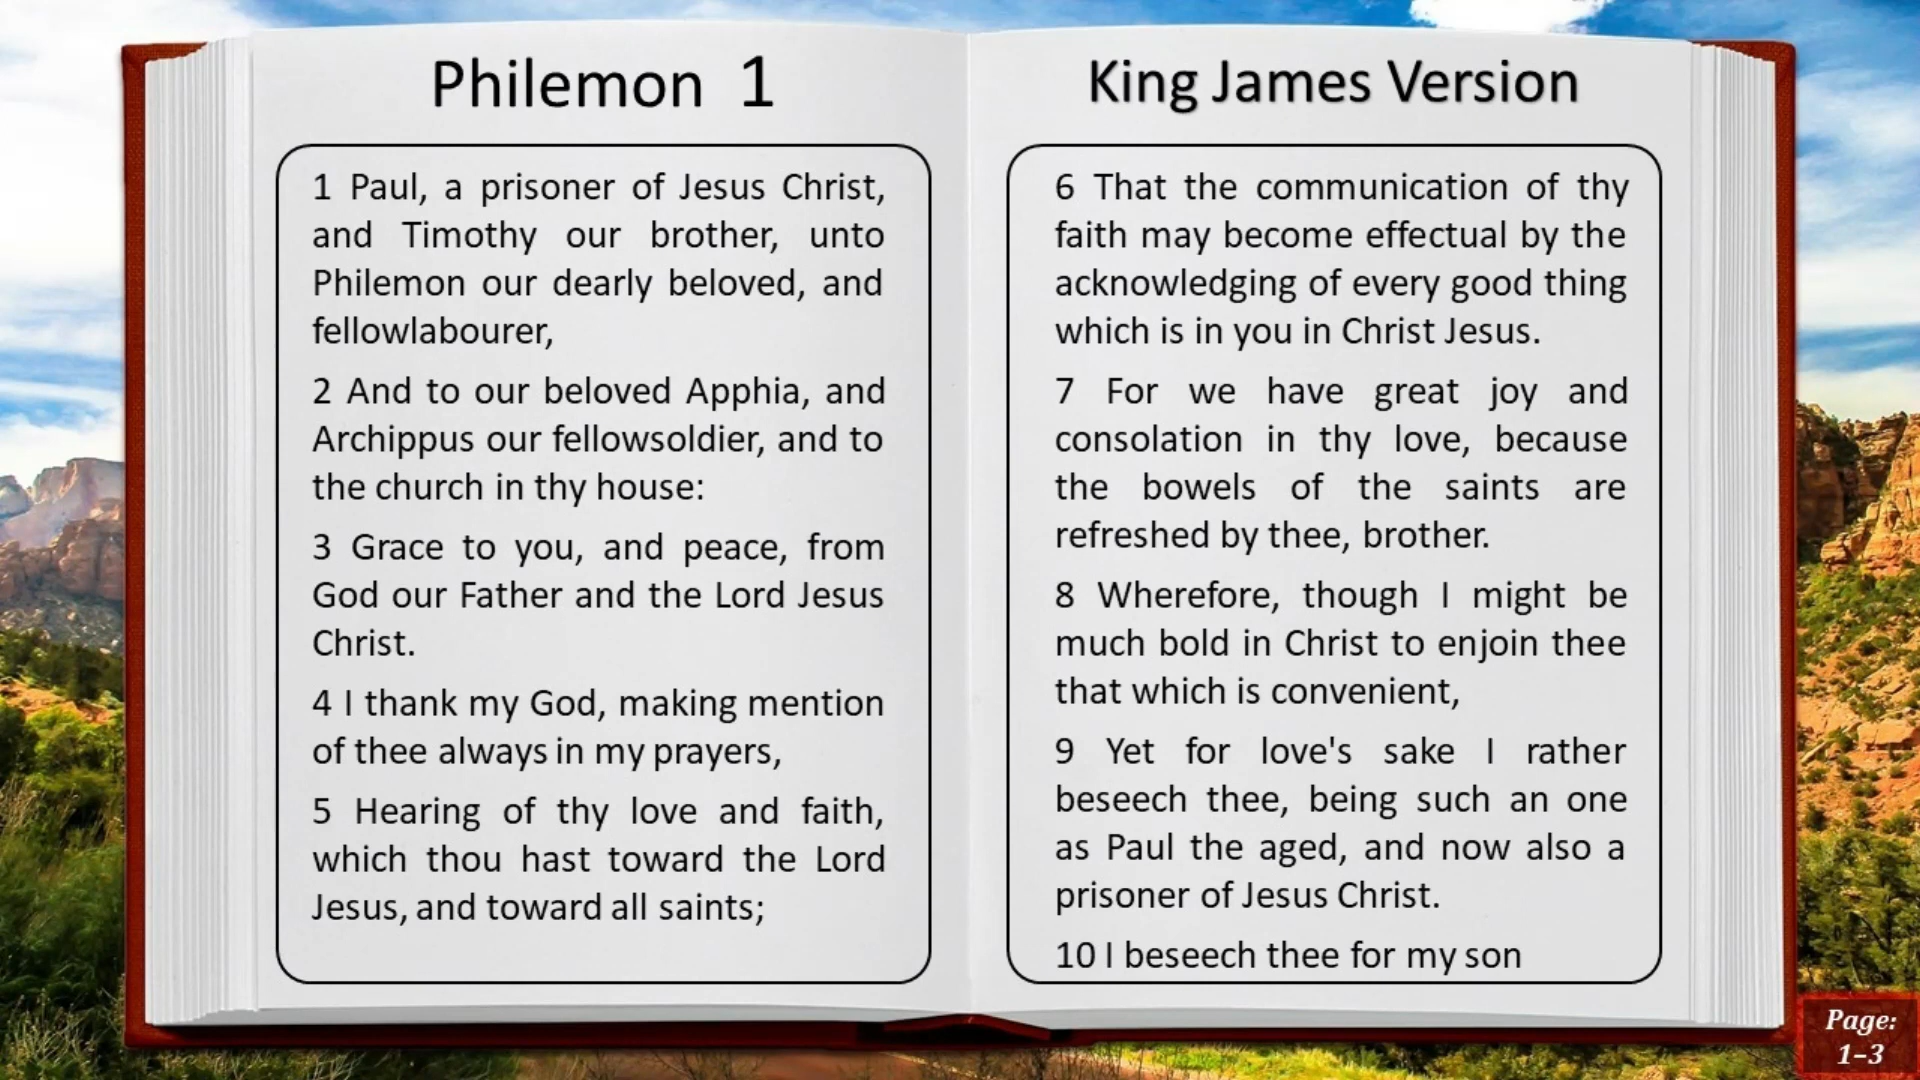 Philemon 1
1 Paul, a prisoner of Jesus Christ,
and Timothy our brother, unto
Philemon our dearly beloved, and
fellowlabourer,
2 And to our beloved Apphia, and
Archippus our fellowsoldier, and to
the church in thy house:
3 Grace to you, and peace, from
God our Father and the Lord Jesus
Christ.
4 I thank my God, making mention
of thee always in my prayers,
5 Hearing of thy love and faith,
which thou hast toward the Lord
Jesus, and toward all saints;
King James Version
6 That the communication of thy
faith may become effectual by the
acknowledging of every good thing
which is in you in Christ Jesus.
7 For we have great joy and
consolation in thy love, because
the bowels of the saints are
refreshed by thee, brother.
8 Wherefore, though I might be
much bold in Christ to enjoin thee
that which is convenient,
9 Yet for love's sake I rather
beseech thee, being such an one
as Paul the aged, and now also a
prisoner of Jesus Christ.
10 I beseech thee for my son
Page:
1–3